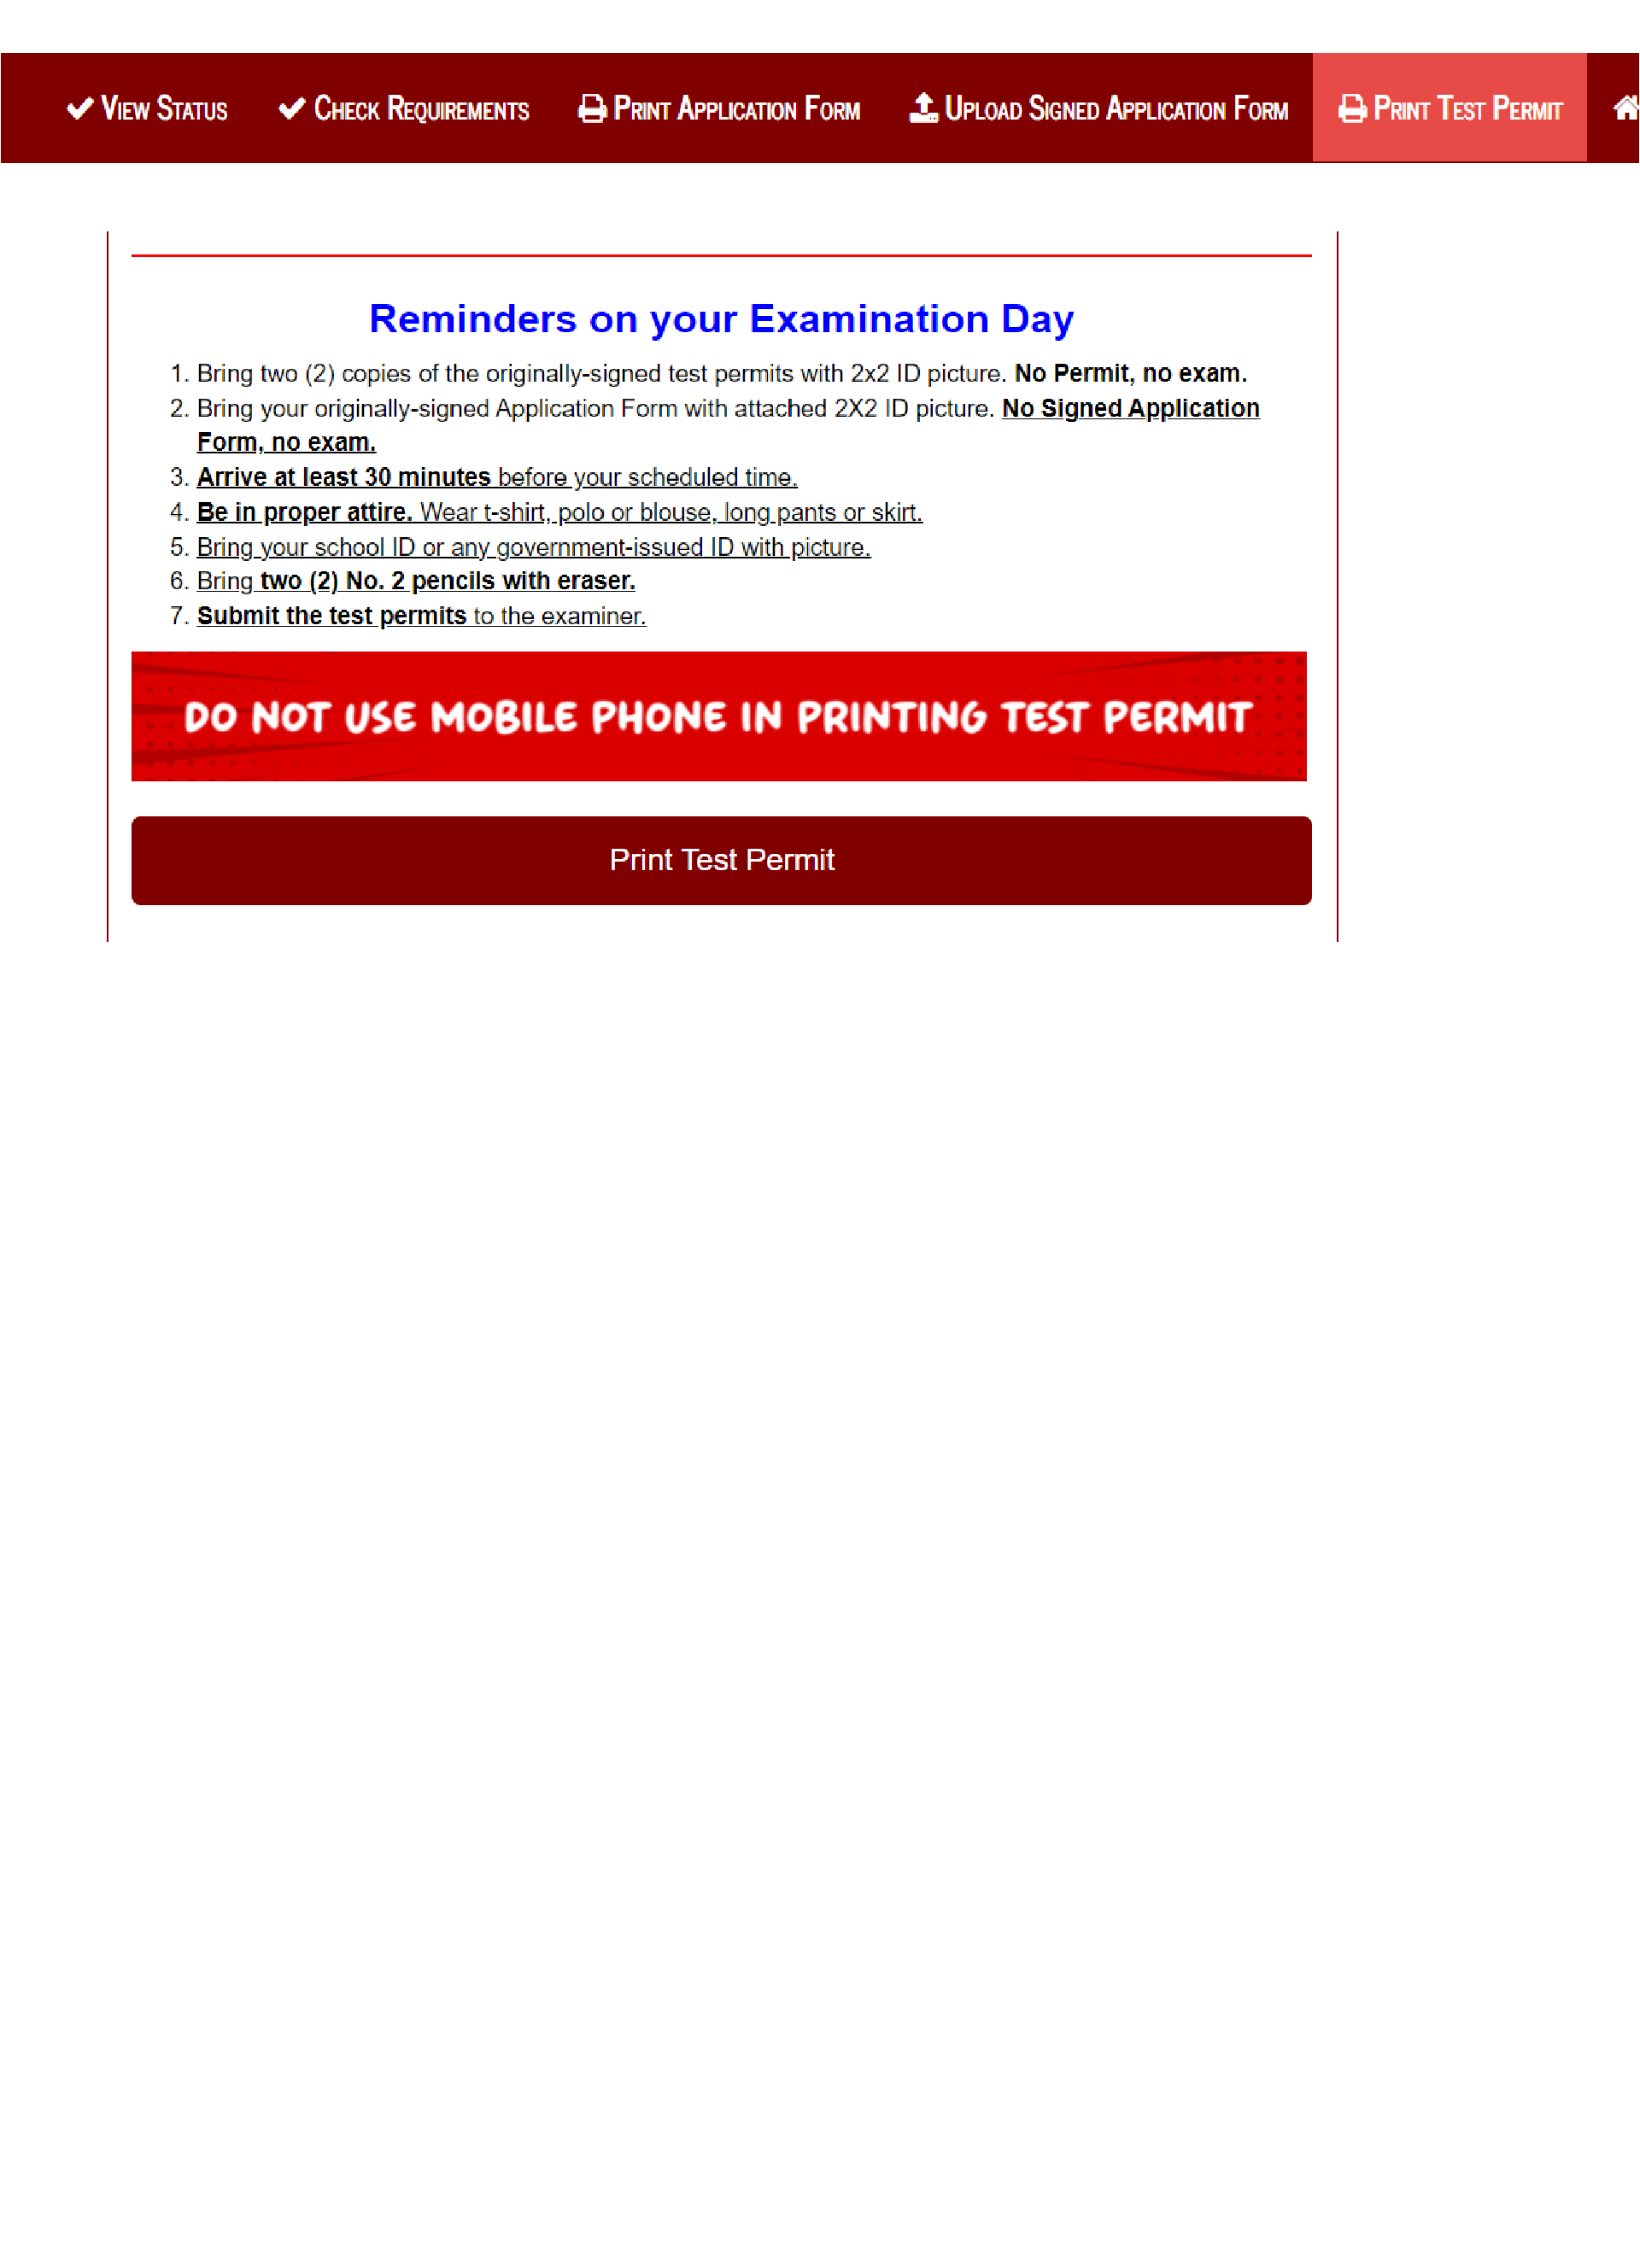 View Status Check Requirements Print Application Form Upload Signed Application Form Print Test Permit
Reminders on your Examination Day
1. Bring two (2) copies of the originally-signed test permits with 2x2 ID picture. No Permit, no exam.
2. Bring your originally-signed Application Form with attached 2X2 ID picture. No Signed Application
Form, no exam.
3. Arrive at least 30 minutes before your scheduled time.
4. Be in proper attire. Wear t-shirt, polo or blouse, long pants or skirt.
5. Bring your school ID or any government-issued ID with picture.
6. Bring two (2) No. 2 pencils with eraser.
7. Submit the test permits to the examiner.
DO NOT USE MOBILE PHONE IN PRINTING TEST PERMIT
Print Test Permit